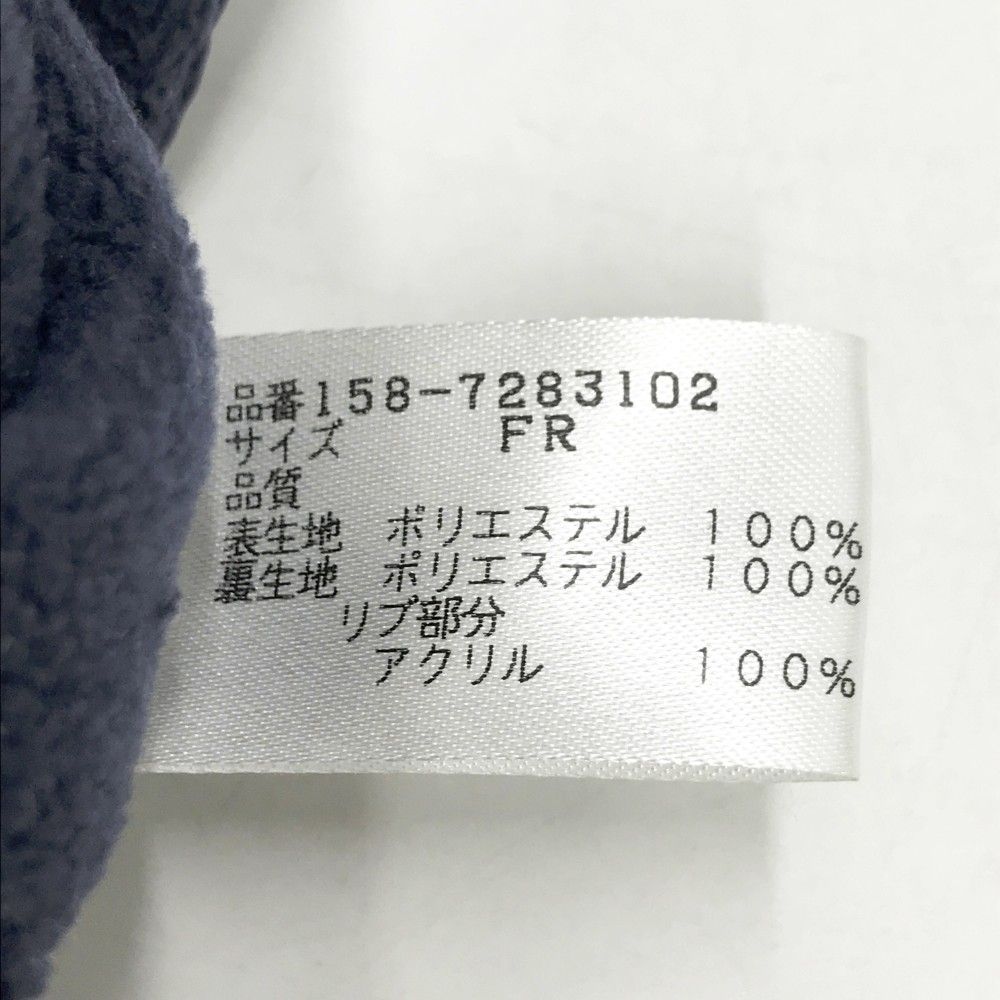 品番158-7283102
サイズ FR
品質
表生地 ポリエステル 100%
裏生地 ポリエステル 100%
リブ部分
アクリル 100%